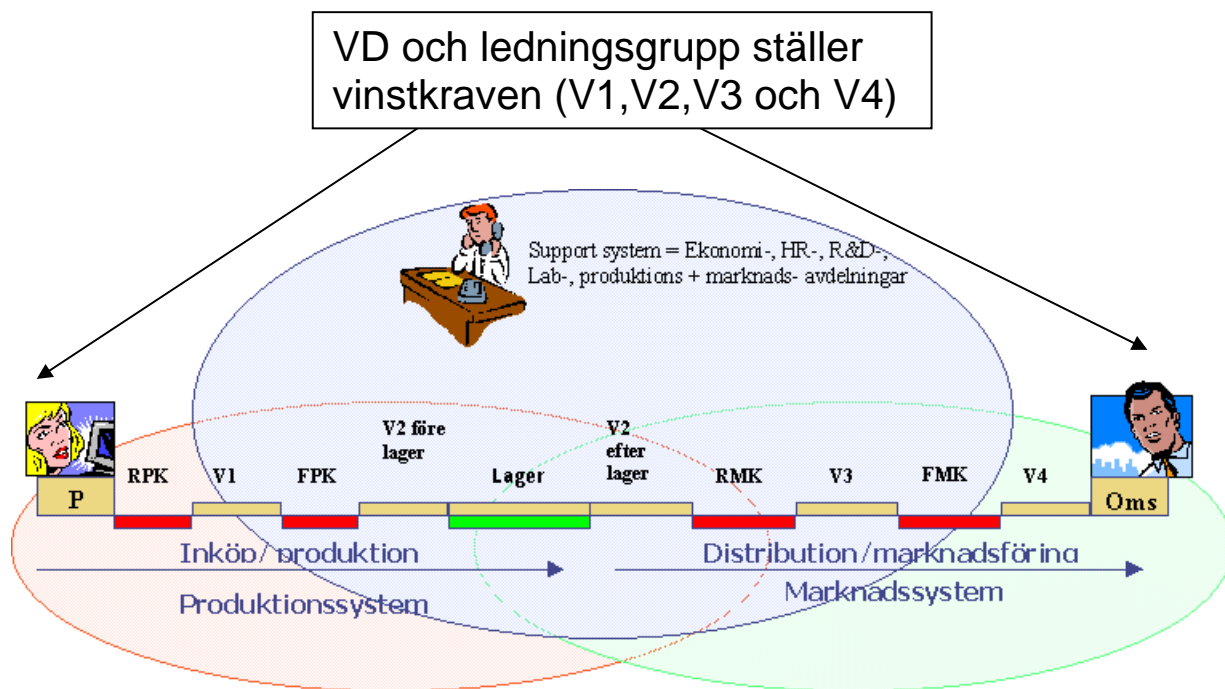 VD och ledningsgrupp ställer
vinstkraven (V1,V2,V3 och V4)
Support system = Ekonomi-, HR-, R&D-,
Lab-, produktions + marknads- avdelningar
P
RPK
V1
FPK
V2 före
lager
Lager
V2
efter
lager
RMK
V3
FMK
V4
Oms
Inköp/ produktion
Distribution/marknadsföring
Produktionssystem
Marknadssystem